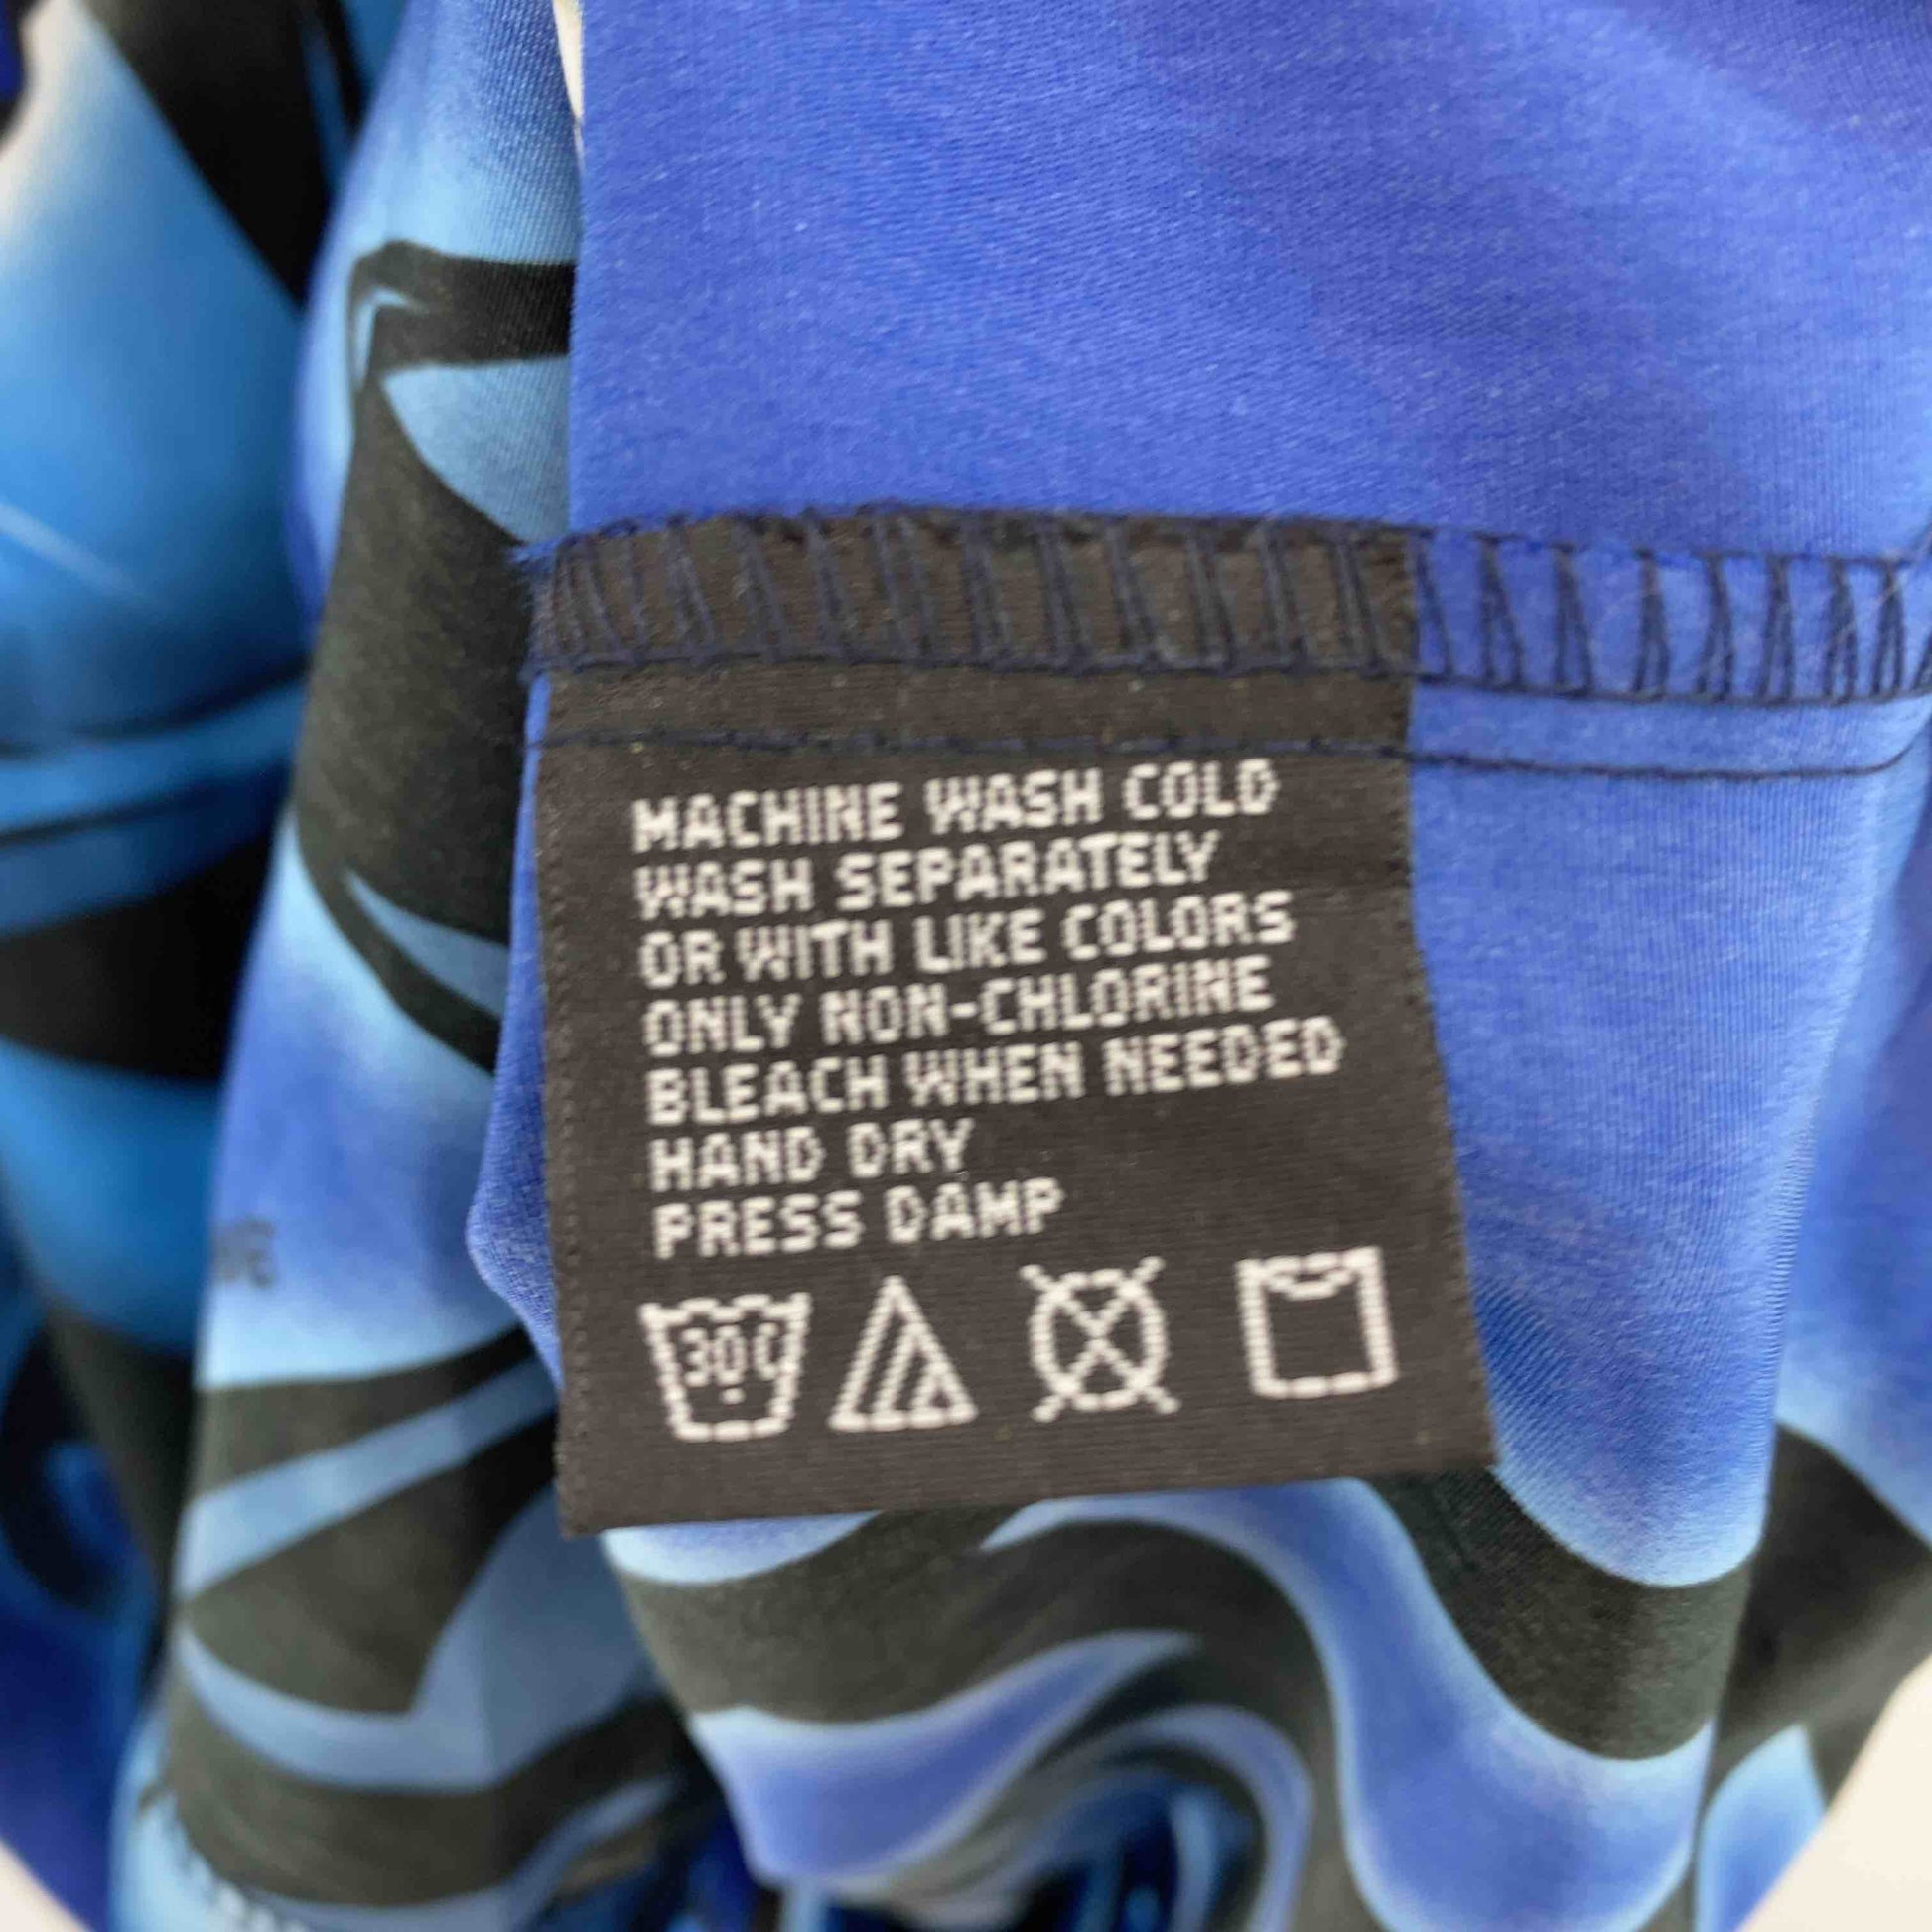 MACHINE WASH COLD
WASH SEPARATELY
OR WITH LIKE COLORS
ONLY NON-CHLORINE
BLEACH WHEN NEEDED
HAND DRY
PRESS DAMP
30C